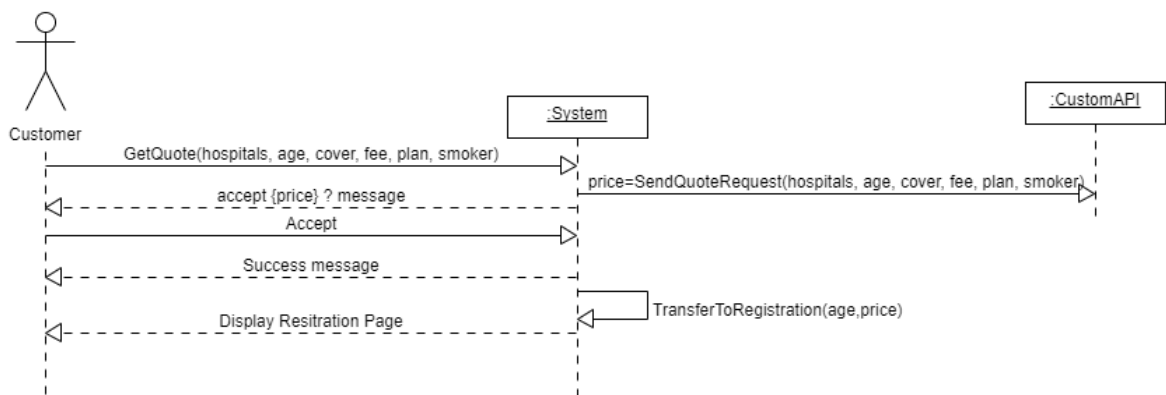 :CustomAPI
:System
Customer
GetQuote(hospitals, age, cover, fee, plan, smoker)
price=SendQuoteRequest(hospitals, age, cover, fee, plan, smoker)
accept {price} ? message
Accept
Success message
TransferToRegistration(age,price)
Display Resitration Page